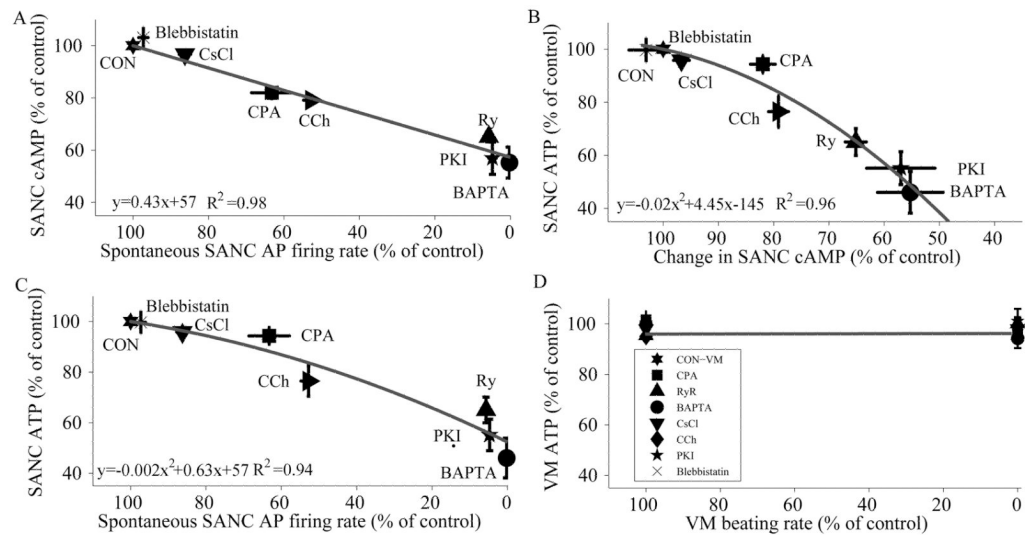 A
SANC cAMP (% of control)
100
80
60
40
CON
Blebbistatin
CsCl
CPA
CCh
Ry
PKI
BAPTA
y=0.43x+57 R²=0.98
100 80 60 40 20 0
Spontaneous SANC AP firing rate (% of control)
B
SANC ATP (% of control)
100
80
60
40
Blebbistatin
CON
CsCl
CPA
CCh
Ry
PKI
BAPTA
y=-0.02x²+4.45x-145 R²=0.96
100 90 80 70 60 50 40
Change in SANC cAMP (% of control)
C
SANC ATP (% of control)
100
80
60
40
Blebbistatin
CON
CsCl
CPA
CCh
Ry
PKI
BAPTA
y=-0.002x²+0.63x+57 R²=0.94
100 80 60 40 20 0
Spontaneous SANC AP firing rate (% of control)
D
VM ATP (% of control)
100
80
60
40
CON-VM
CPA
RyR
BAPTA
CsCl
CCh
PKI
Blebbistatin
100 0
VM beating rate (% of control)